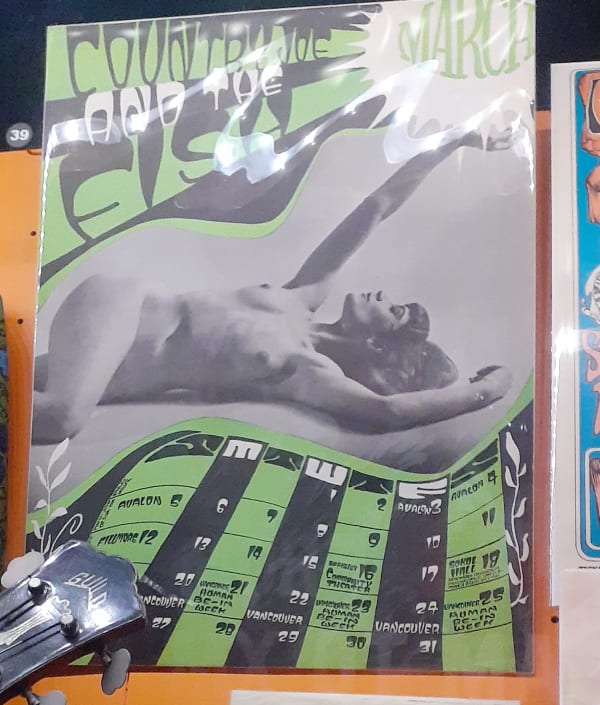 COUNTRY JOE
MARCH
AND THE
FISH
39
S M T W T F S
1 2 AVALON 3 AVALON 4
AVALON 5 6 7 8 9 10 11
FILLMORE 12 13 14 15 16 COMMUNITY THEATER 17 SOKOL HALL 18
20 VANCOUVER HUMAN BE-IN WEEK 21 22 VANCOUVER HUMAN BE-IN WEEK 23 24 VANCOUVER HUMAN BE-IN WEEK 25
VANCOUVER 27 28 VANCOUVER 29 30 VANCOUVER 31
GUILD